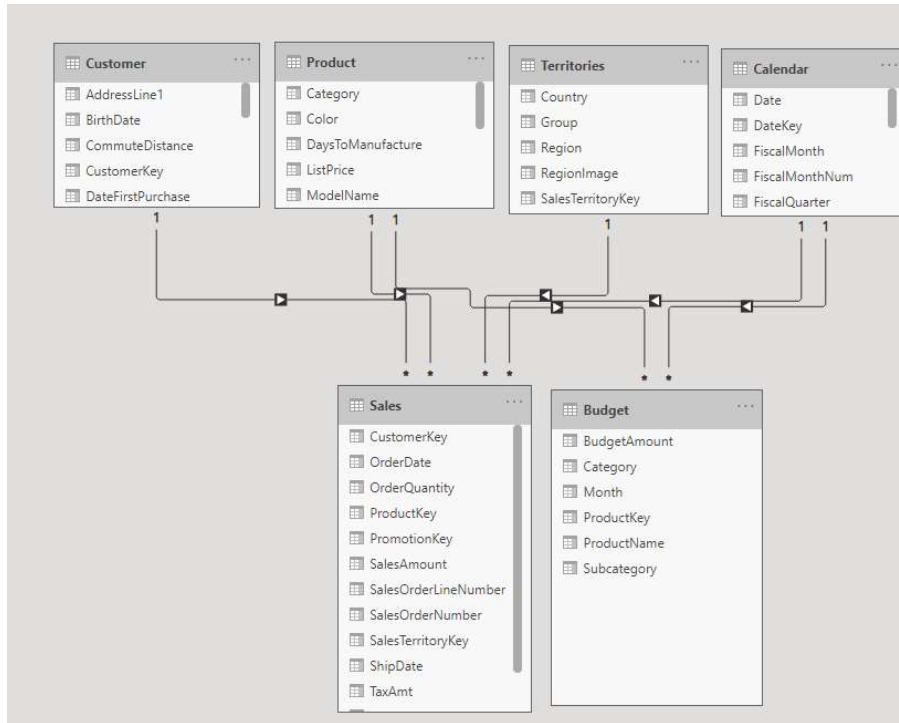 Customer ...
AddressLine1
BirthDate
CommuteDistance
CustomerKey
DateFirstPurchase
Product ...
Category
Color
DaysToManufacture
ListPrice
ModelName
Territories ...
Country
Group
Region
RegionImage
SalesTerritoryKey
Calendar ...
Date
DateKey
FiscalMonth
FiscalMonthNum
FiscalQuarter
1
1 1
1
1 1
* * * *
* *
Sales ...
CustomerKey
OrderDate
OrderQuantity
ProductKey
PromotionKey
SalesAmount
SalesOrderLineNumber
SalesOrderNumber
SalesTerritoryKey
ShipDate
TaxAmt
Budget ...
BudgetAmount
Category
Month
ProductKey
ProductName
Subcategory